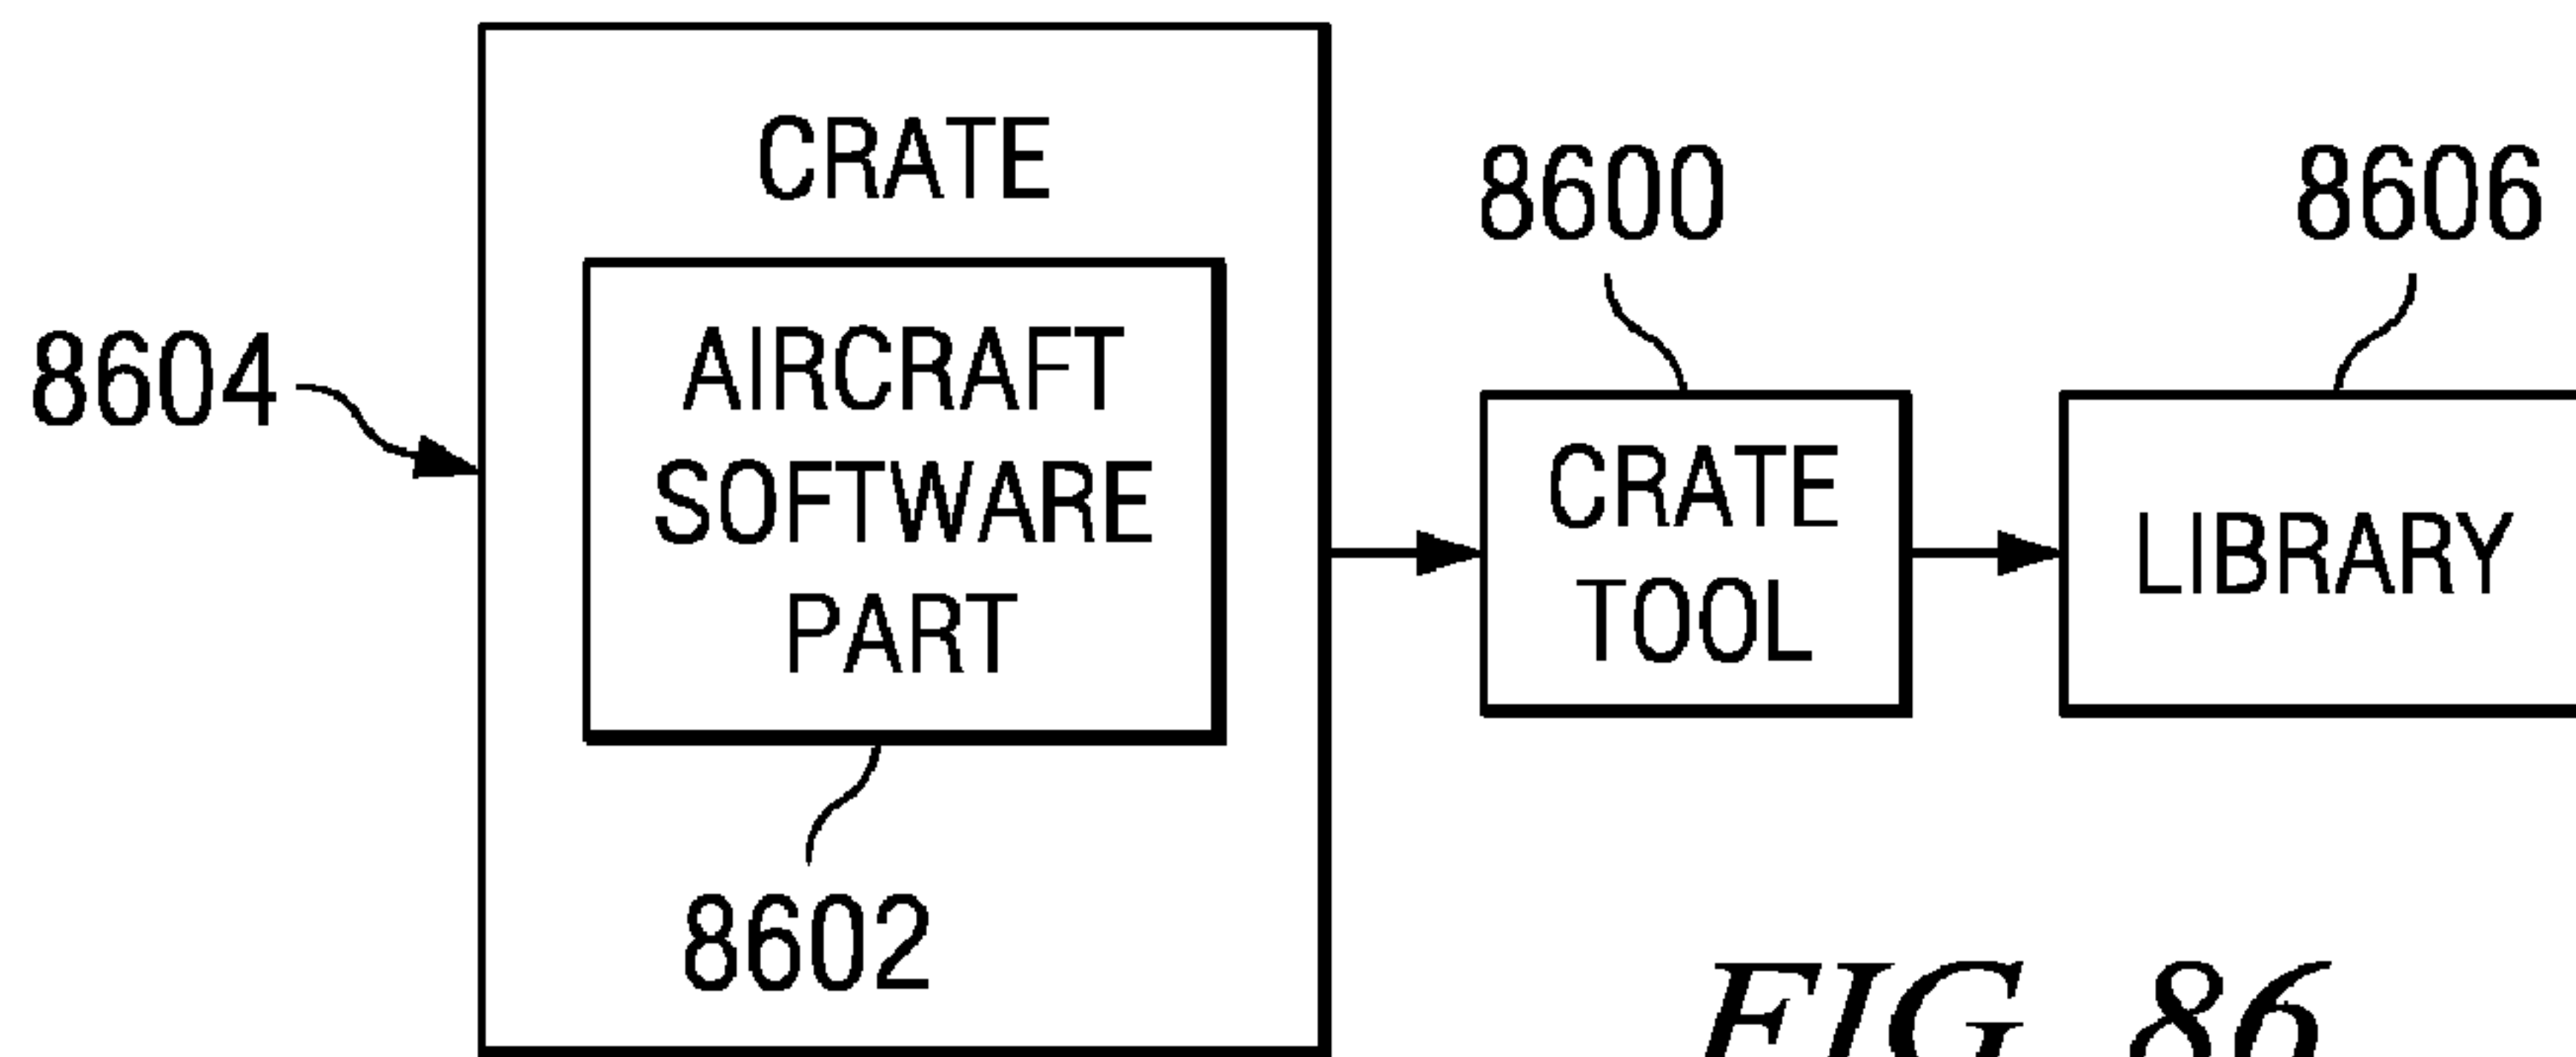 CRATE
8604
AIRCRAFT
SOFTWARE
PART
8602
8600
CRATE
TOOL
8606
LIBRARY
FIG. 86